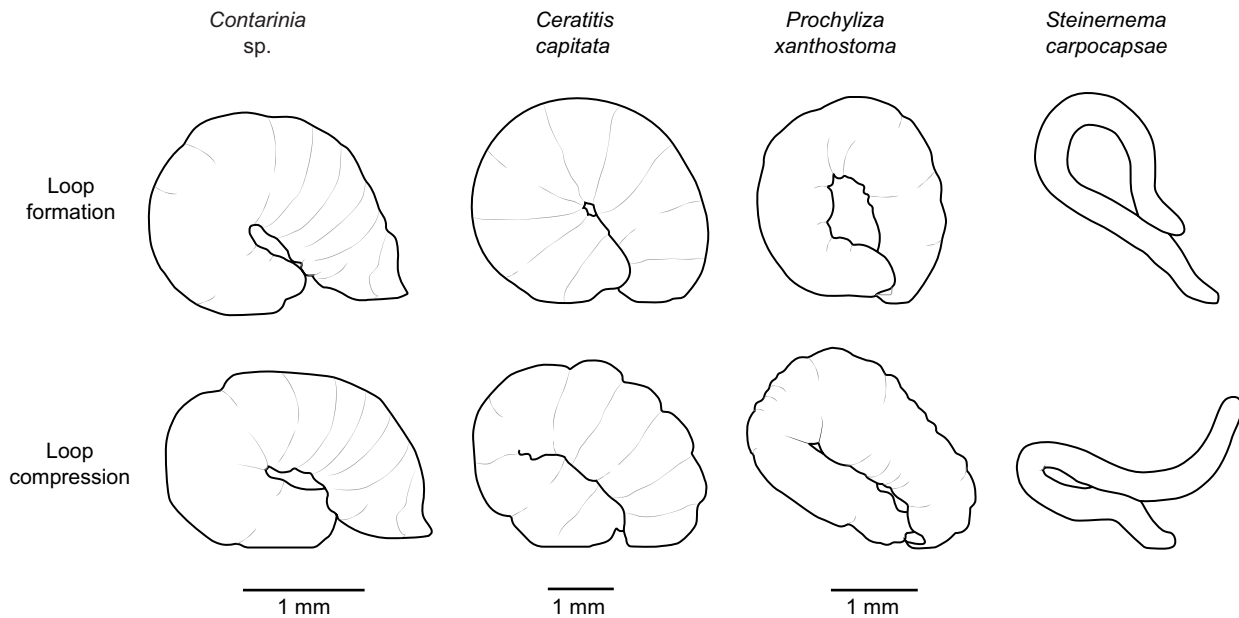 Contarinia
sp.
Ceratitis
capitata
Prochyliza
xanthostoma
Steinernema
carpocapsae
Loop
formation
Loop
compression
1 mm
1 mm
1 mm